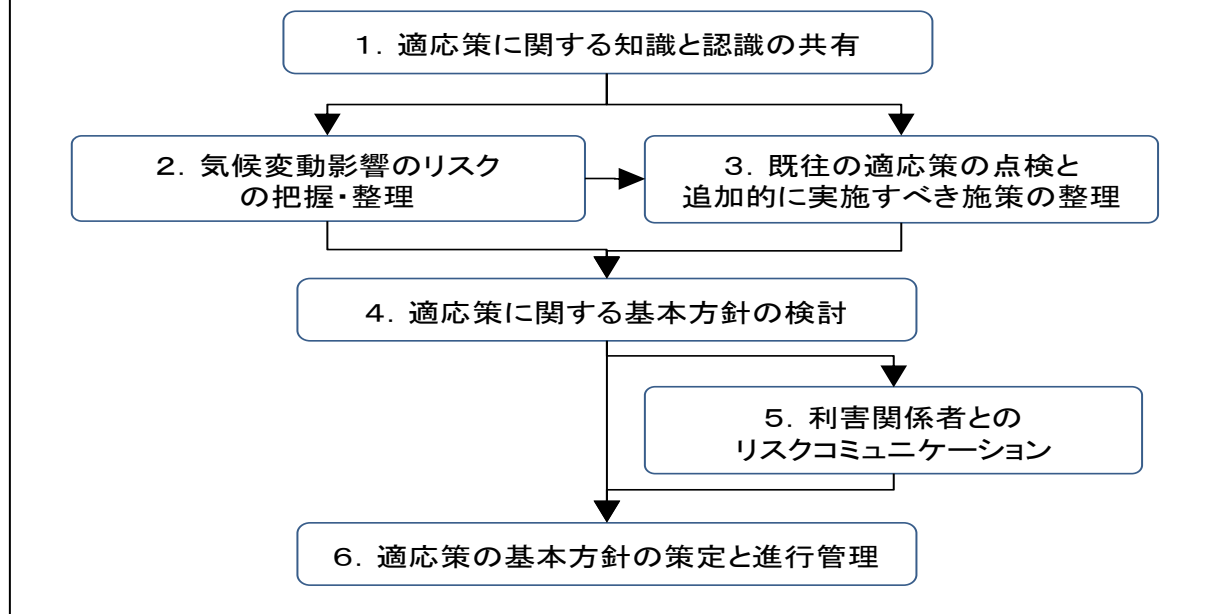 1．適応策に関する知識と認識の共有
2．気候変動影響のリスク
の把握・整理
3．既往の適応策の点検と
追加的に実施すべき施策の整理
4．適応策に関する基本方針の検討
5．利害関係者との
リスクコミュニケーション
6．適応策の基本方針の策定と進行管理